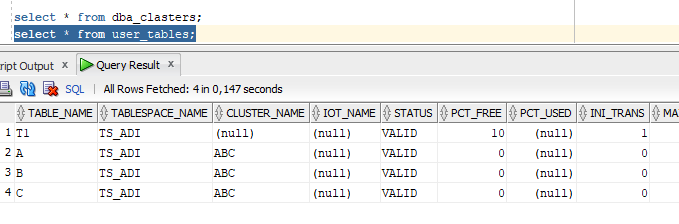 select * from dba_clasters;
select * from user_tables;
ript Output x Query Result x
SQL | All Rows Fetched: 4 in 0,147 seconds
TABLE_NAME TABLESPACE_NAME CLUSTER_NAME IOT_NAME STATUS PCT_FREE PCT_USED INI_TRANS MA
1 T1 TS_ADI (null) (null) VALID 10 (null) 1
2 A TS_ADI ABC (null) VALID 0 (null) 0
3 B TS_ADI ABC (null) VALID 0 (null) 0
4 C TS_ADI ABC (null) VALID 0 (null) 0